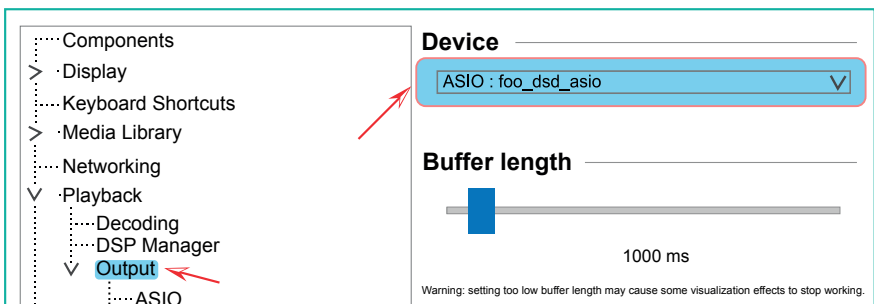 Components
Display
Keyboard Shortcuts
Media Library
Networking
Playback
Decoding
DSP Manager
Output
ASIO
Device
ASIO : foo_dsd_asio
Buffer length
1000 ms
Warning: setting too low buffer length may cause some visualization effects to stop working.